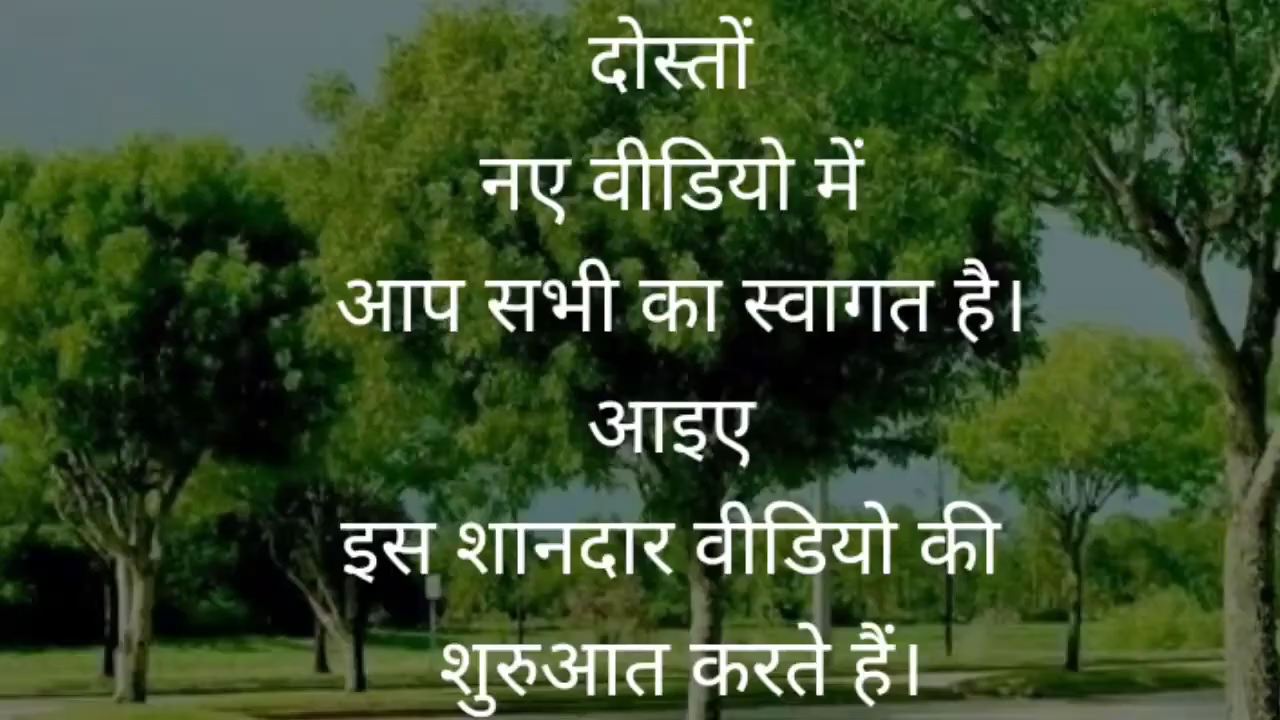 दोस्तों
नए वीडियो में
आप सभी का स्वागत है।
आइए
इस शानदार वीडियो की
शुरुआत करते हैं।